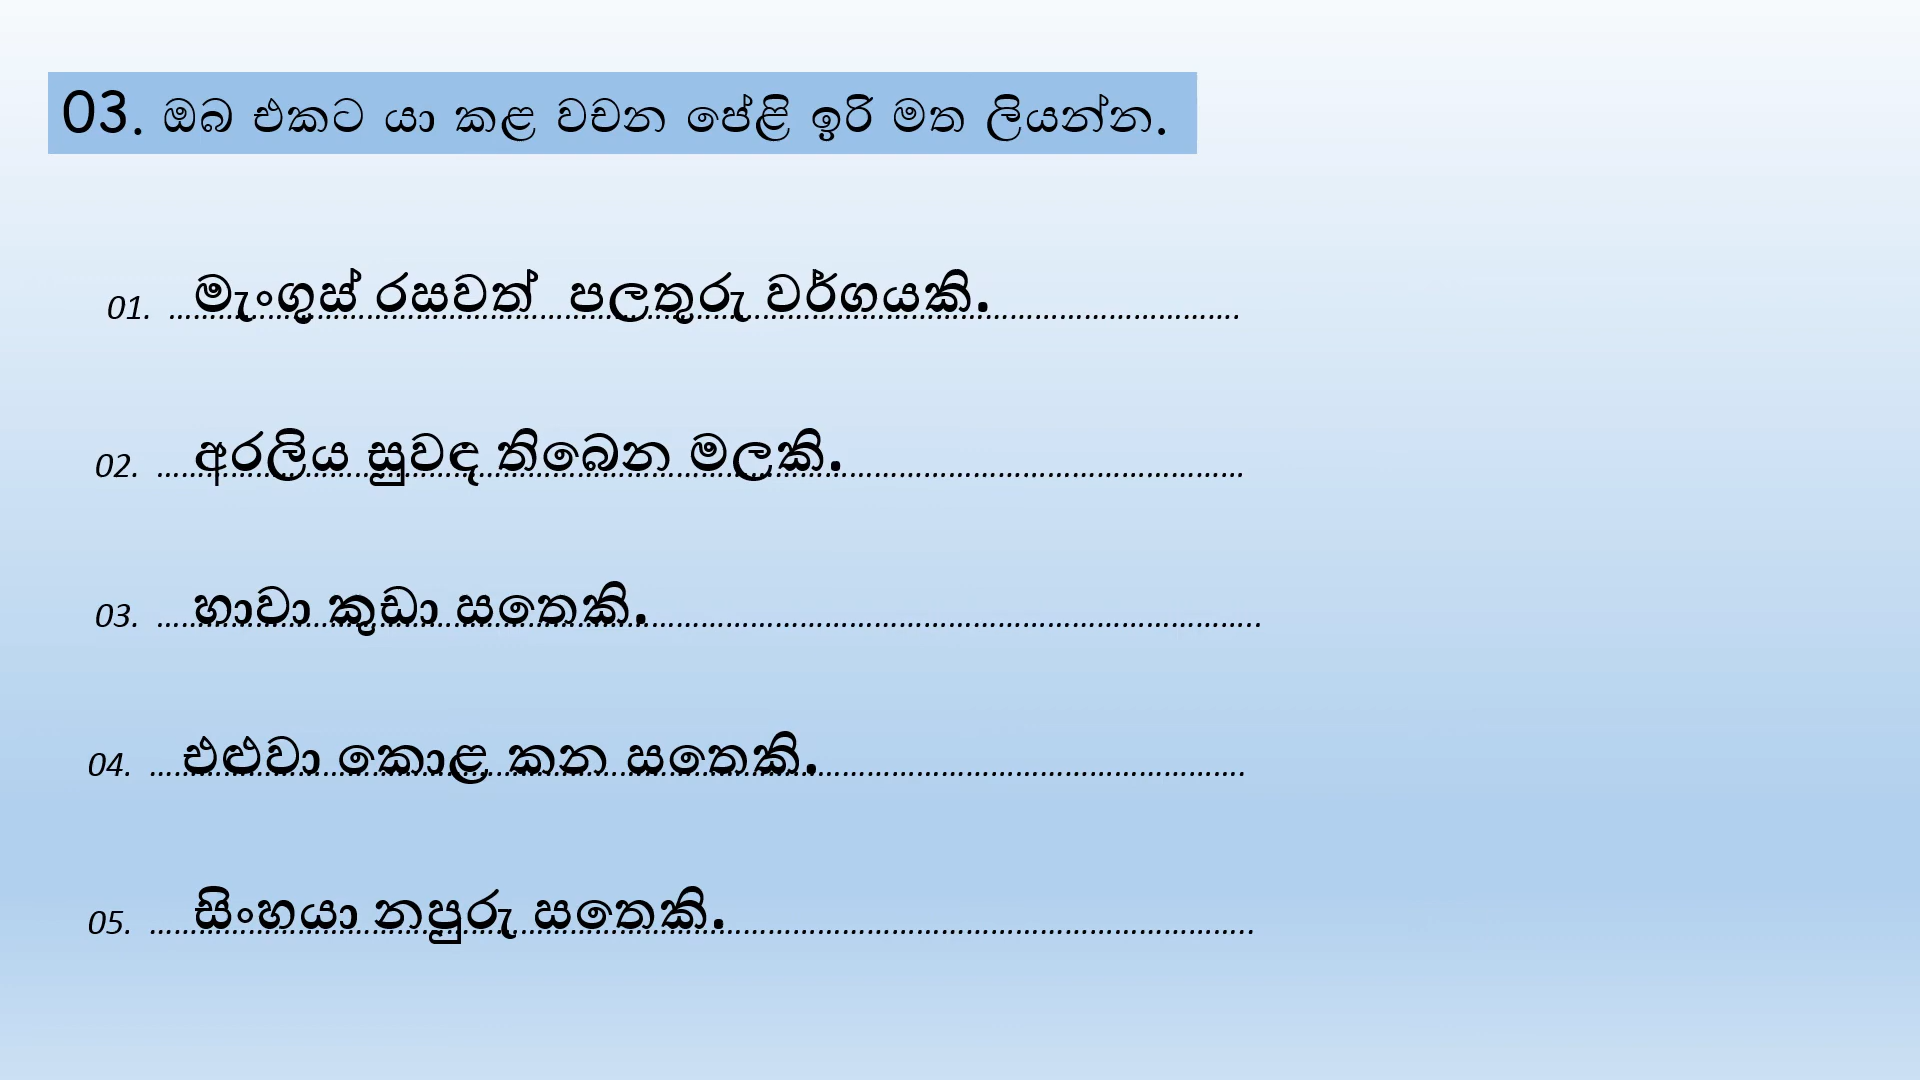 03. ඔබ එකට යා කළ වචන පේළි ඉරි මත ලියන්න.
01. මැංගුස් රසවත් පලතුරු වර්ගයකි.
02. අරලිය සුවඳ තිබෙන මලකි.
03. හාවා කුඩා සතෙකි.
04. එළුවා කොළ කන සතෙකි.
05. සිංහයා නපුරු සතෙකි.